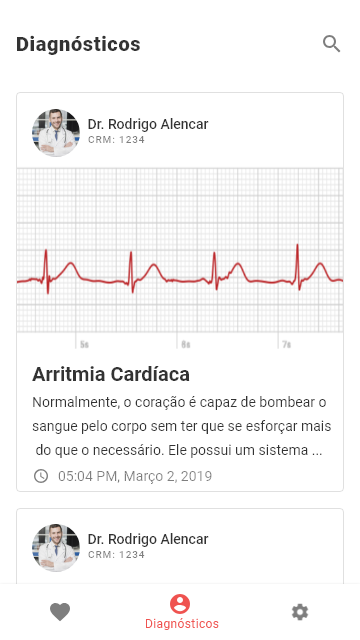 Diagnósticos
Dr. Rodrigo Alencar
CRM: 1234
5s
6s
7s
Arritmia Cardíaca
Normalmente, o coração é capaz de bombear o
sangue pelo corpo sem ter que se esforçar mais
do que o necessário. Ele possui um sistema ...
05:04 PM, Março 2, 2019
Dr. Rodrigo Alencar
CRM: 1234
Diagnósticos